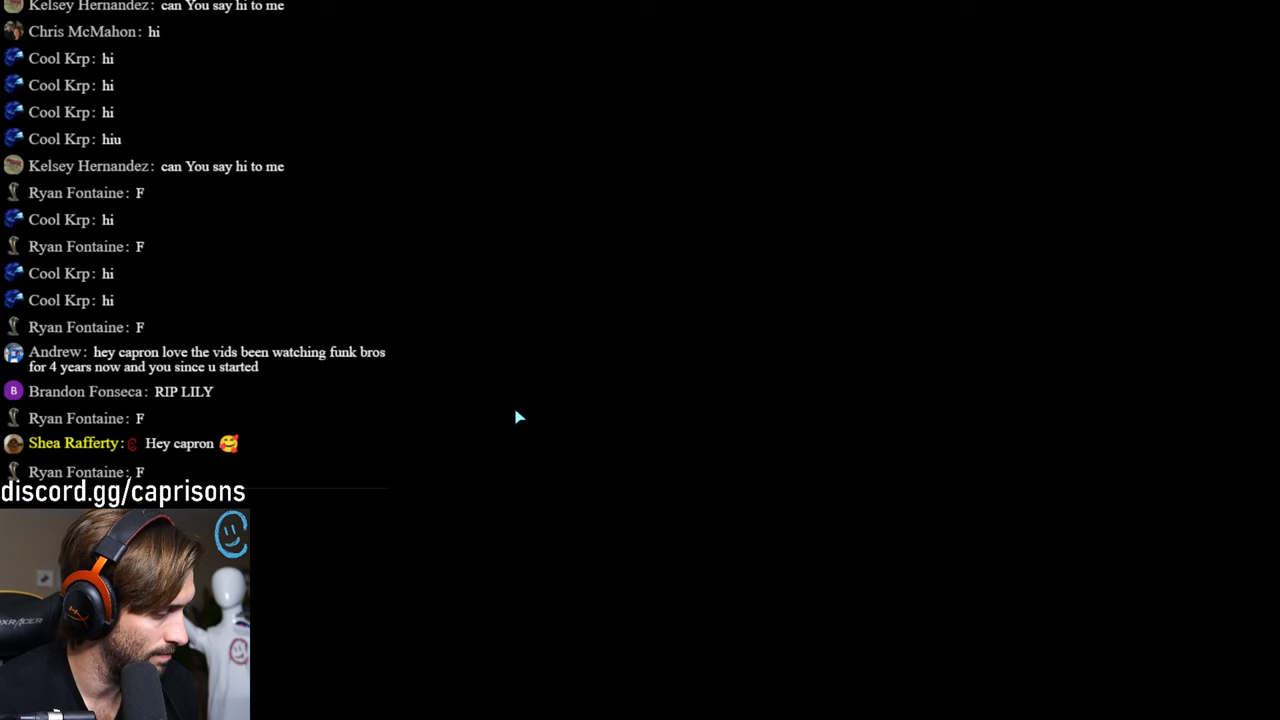 Kelsey Hernandez: can You say hi to me
Chris McMahon: hi
Cool Krp: hi
Cool Krp: hi
Cool Krp: hi
Cool Krp: hiu
Kelsey Hernandez: can You say hi to me
Ryan Fontaine: F
Cool Krp: hi
Ryan Fontaine: F
Cool Krp: hi
Cool Krp: hi
Ryan Fontaine: F
Andrew: hey capron love the vids been watching funk bros
for 4 years now and you since u started
B Brandon Fonseca: RIP LILY
Ryan Fontaine: F
Shea Rafferty: Hey capron 🥰
Ryan Fontaine: F
discord.gg/caprisons
DXRACER